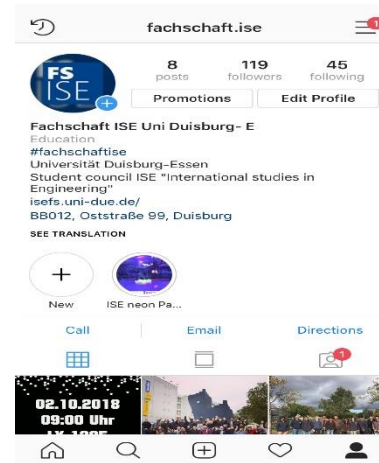 fachschaft.ise
1
FS
ISE
8 119 45
posts followers following
Promotions Edit Profile
Fachschaft ISE Uni Duisburg- E
Education
#fachschaftise
Universität Duisburg-Essen
Student council ISE "International studies in
Engineering"
isefs.uni-due.de/
BB012, Oststraße 99, Duisburg
SEE TRANSLATION
New ISE neon Pa...
Call Email Directions
1
02.10.2018
09:00 Uhr